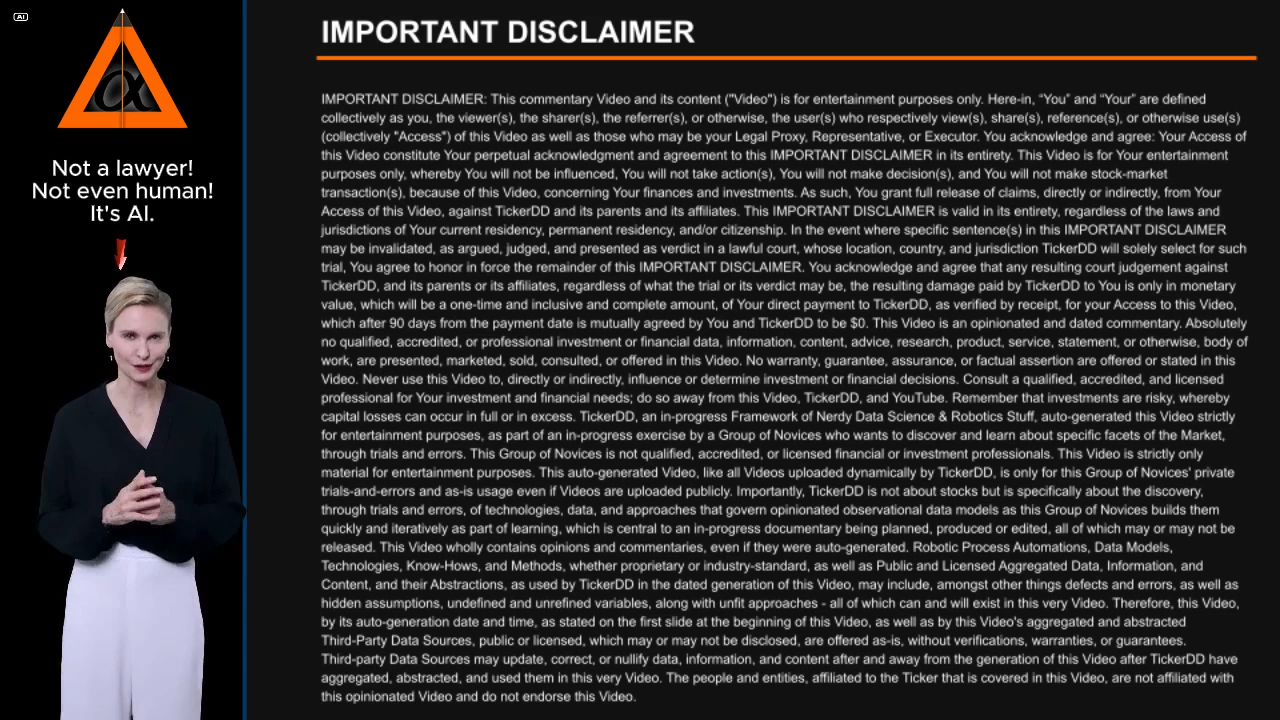 AI
α
Not a lawyer!
Not even human!
It's AI.
IMPORTANT DISCLAIMER
IMPORTANT DISCLAIMER: This commentary Video and its content ("Video") is for entertainment purposes only. Here-in, “You” and “Your” are defined
collectively as you, the viewer(s), the sharer(s), the referrer(s), or otherwise, the user(s) who respectively view(s), share(s), reference(s), or otherwise use(s)
(collectively "Access") of this Video as well as those who may be your Legal Proxy, Representative, or Executor. You acknowledge and agree: Your Access of
this Video constitute Your perpetual acknowledgment and agreement to this IMPORTANT DISCLAIMER in its entirety. This Video is for Your entertainment
purposes only, whereby You will not be influenced, You will not take action(s), You will not make decision(s), and You will not make stock-market
transaction(s), because of this Video, concerning Your finances and investments. As such, You grant full release of claims, directly or indirectly, from Your
Access of this Video, against TickerDD and its parents and its affiliates. This IMPORTANT DISCLAIMER is valid in its entirety, regardless of the laws and
jurisdictions of Your current residency, permanent residency, and/or citizenship. In the event where specific sentence(s) in this IMPORTANT DISCLAIMER
may be invalidated, as argued, judged, and presented as verdict in a lawful court, whose location, country, and jurisdiction TickerDD will solely select for such
trial, You agree to honor in force the remainder of this IMPORTANT DISCLAIMER. You acknowledge and agree that any resulting court judgement against
TickerDD, and its parents or its affiliates, regardless of what the trial or its verdict may be, the resulting damage paid by TickerDD to You is only in monetary
value, which will be a one-time and inclusive and complete amount, of Your direct payment to TickerDD, as verified by receipt, for your Access to this Video,
which after 90 days from the payment date is mutually agreed by You and TickerDD to be $0. This Video is an opinionated and dated commentary. Absolutely
no qualified, accredited, or professional investment or financial data, information, content, advice, research, product, service, statement, or otherwise, body of
work, are presented, marketed, sold, consulted, or offered in this Video. No warranty, guarantee, assurance, or factual assertion are offered or stated in this
Video. Never use this Video to, directly or indirectly, influence or determine investment or financial decisions. Consult a qualified, accredited, and licensed
professional for Your investment and financial needs; do so away from this Video, TickerDD, and YouTube. Remember that investments are risky, whereby
capital losses can occur in full or in excess. TickerDD, an in-progress Framework of Nerdy Data Science & Robotics Stuff, auto-generated this Video strictly
for entertainment purposes, as part of an in-progress exercise by a Group of Novices who wants to discover and learn about specific facets of the Market,
through trials and errors. This Group of Novices is not qualified, accredited, or licensed financial or investment professionals. This Video is strictly only
material for entertainment purposes. This auto-generated Video, like all Videos uploaded dynamically by TickerDD, is only for this Group of Novices' private
trials-and-errors and as-is usage even if Videos are uploaded publicly. Importantly, TickerDD is not about stocks but is specifically about the discovery,
through trials and errors, of technologies, data, and approaches that govern opinionated observational data models as this Group of Novices builds them
quickly and iteratively as part of learning, which is central to an in-progress documentary being planned, produced or edited, all of which may or may not be
released. This Video wholly contains opinions and commentaries, even if they were auto-generated. Robotic Process Automations, Data Models,
Technologies, Know-Hows, and Methods, whether proprietary or industry-standard, as well as Public and Licensed Aggregated Data, Information, and
Content, and their Abstractions, as used by TickerDD in the dated generation of this Video, may include, amongst other things defects and errors, as well as
hidden assumptions, undefined and unrefined variables, along with unfit approaches - all of which can and will exist in this very Video. Therefore, this Video,
by its auto-generation date and time, as stated on the first slide at the beginning of this Video, as well as by this Video's aggregated and abstracted
Third-Party Data Sources, public or licensed, which may or may not be disclosed, are offered as-is, without verifications, warranties, or guarantees.
Third-party Data Sources may update, correct, or nullify data, information, and content after and away from the generation of this Video after TickerDD have
aggregated, abstracted, and used them in this very Video. The people and entities, affiliated to the Ticker that is covered in this Video, are not affiliated with
this opinionated Video and do not endorse this Video.